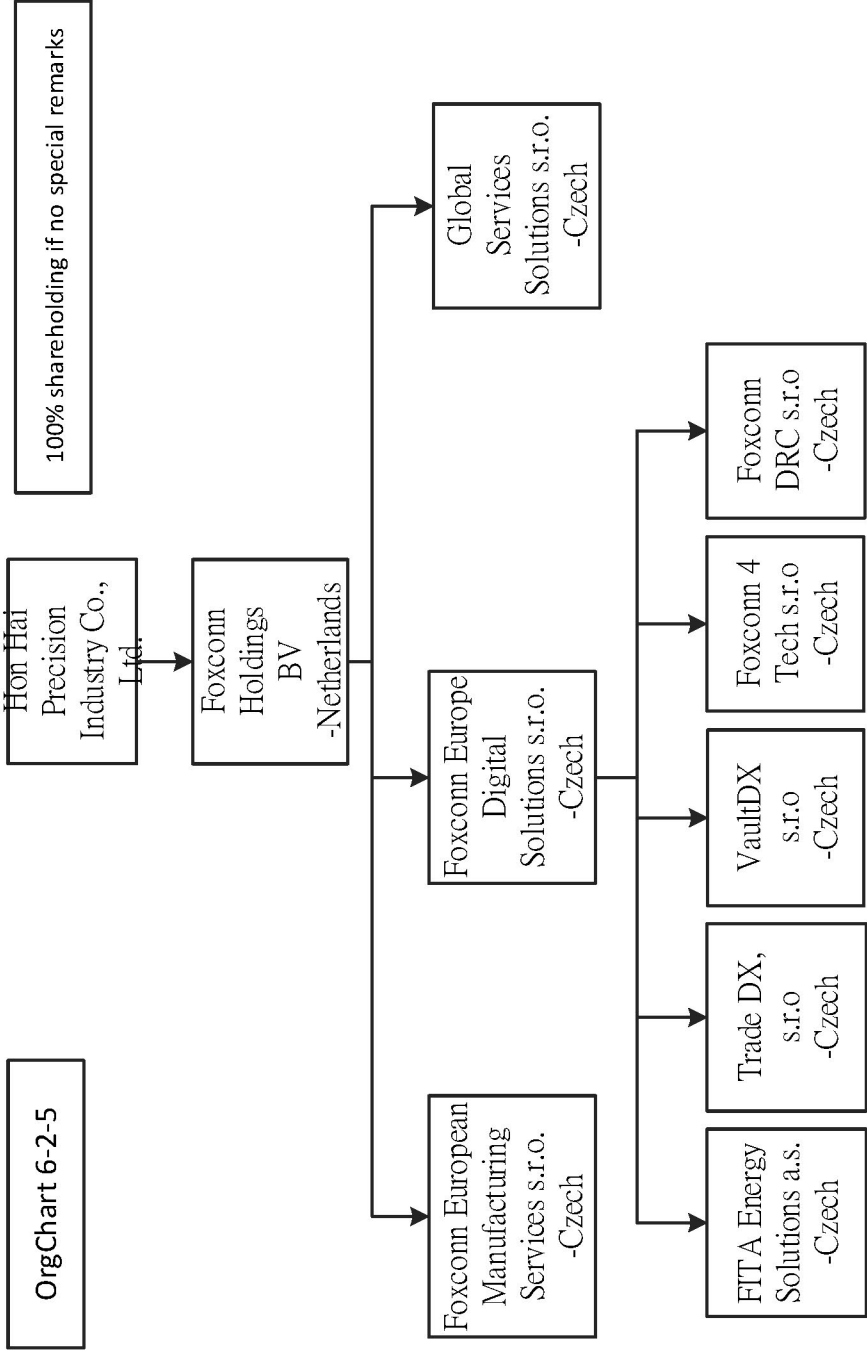 OrgChart 6-2-5
100% shareholding if no special remarks
Hon Hai
Precision
Industry Co.,
Ltd.
Foxconn
Holdings
BV
-Netherlands
Foxconn European
Manufacturing
Services s.r.o.
-Czech
Foxconn Europe
Digital
Solutions s.r.o.
-Czech
Global
Services
Solutions s.r.o.
-Czech
FITA Energy
Solutions a.s.
-Czech
Trade DX,
s.r.o
-Czech
VaultDX
s.r.o
-Czech
Foxconn 4
Tech s.r.o
-Czech
Foxconn
DRC s.r.o
-Czech